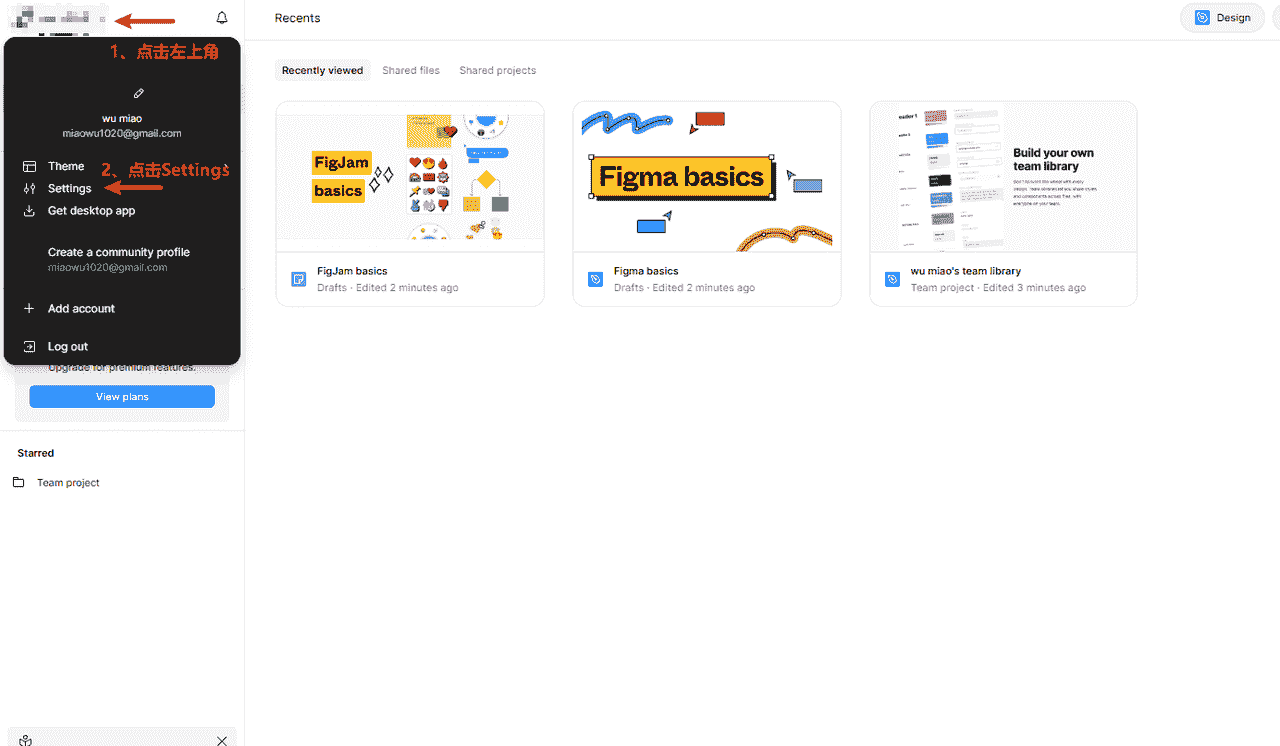 Recents
Design
1、点击左上角
wu miao
miaowu1020@gmail.com
Theme
2、点击Settings
Settings
Get desktop app
Create a community profile
miaowu1020@gmail.com
Add account
Log out
Upgrade for premium features.
View plans
Starred
Team project
Recently viewed
Shared files
Shared projects
FigJam
basics
FigJam basics
Drafts · Edited 2 minutes ago
Figma basics
Figma basics
Drafts · Edited 2 minutes ago
Build your own
team library
wu miao's team library
Team project · Edited 3 minutes ago